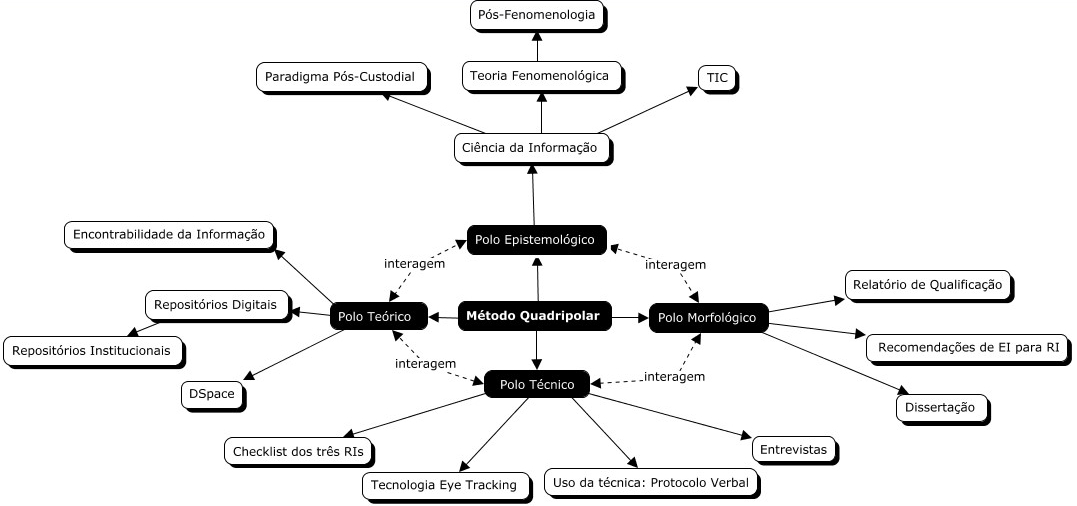 Pós-Fenomenologia
Paradigma Pós-Custodial
Teoria Fenomenológica
TIC
Ciência da Informação
Encontrabilidade da Informação
Polo Epistemológico
interagem
interagem
Relatório de Qualificação
Repositórios Digitais
Polo Teórico
Método Quadripolar
Polo Morfológico
Repositórios Institucionais
Recomendações de EI para RI
interagem
interagem
DSpace
Polo Técnico
Dissertação
Checklist dos três RIs
Entrevistas
Tecnologia Eye Tracking
Uso da técnica: Protocolo Verbal